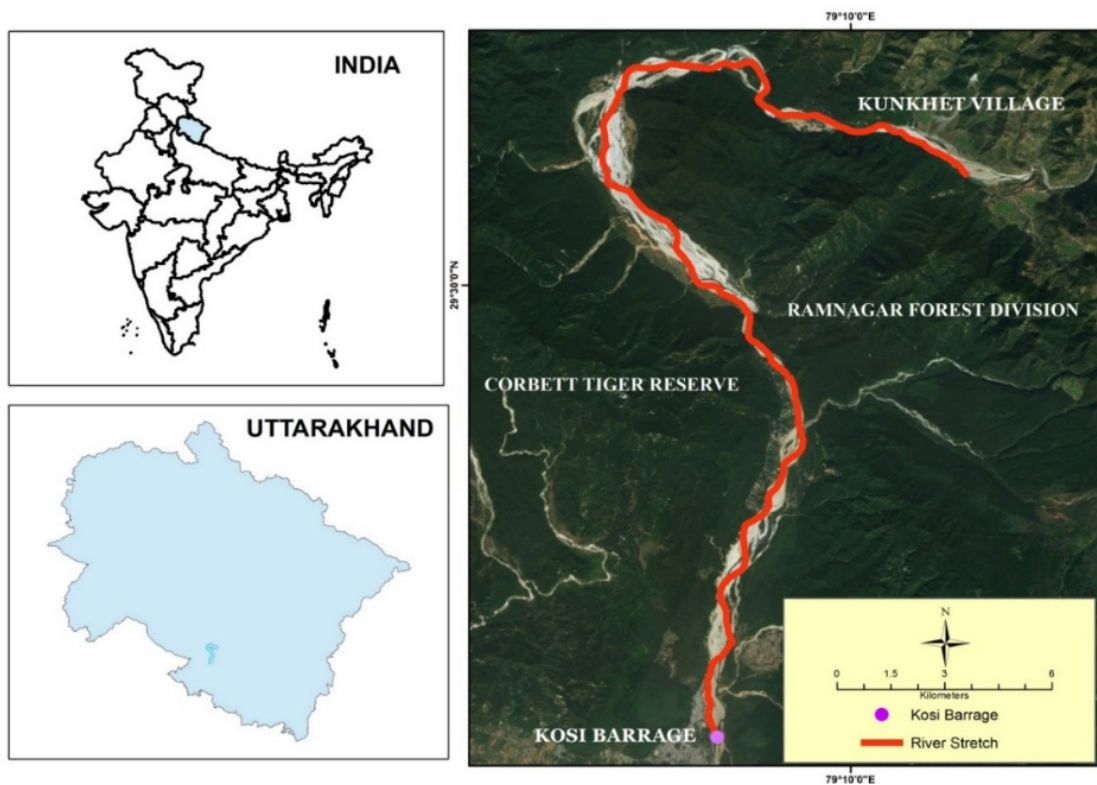 INDIA
UTTARAKHAND
79°10'0"E
29°30'0"N
KUNKHET VILLAGE
RAMNAGAR FOREST DIVISION
CORBETT TIGER RESERVE
KOSI BARRAGE
N
0 1.5 3 6
Kilometers
Kosi Barrage
River Stretch
79°10'0"E